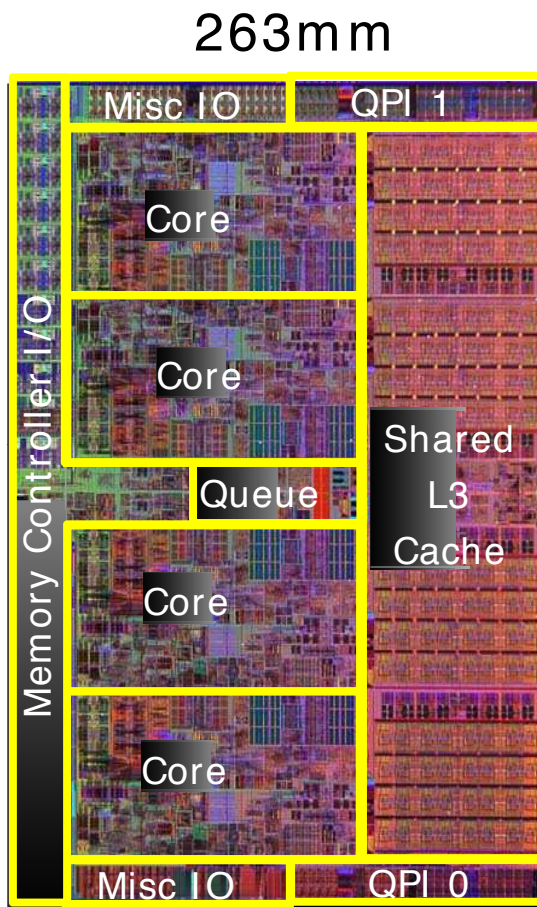 263mm
Misc IO
QPI 1
Core
Core
Memory Controller I/O
Queue
Shared
L3
Cache
Core
Core
Misc IO
QPI 0